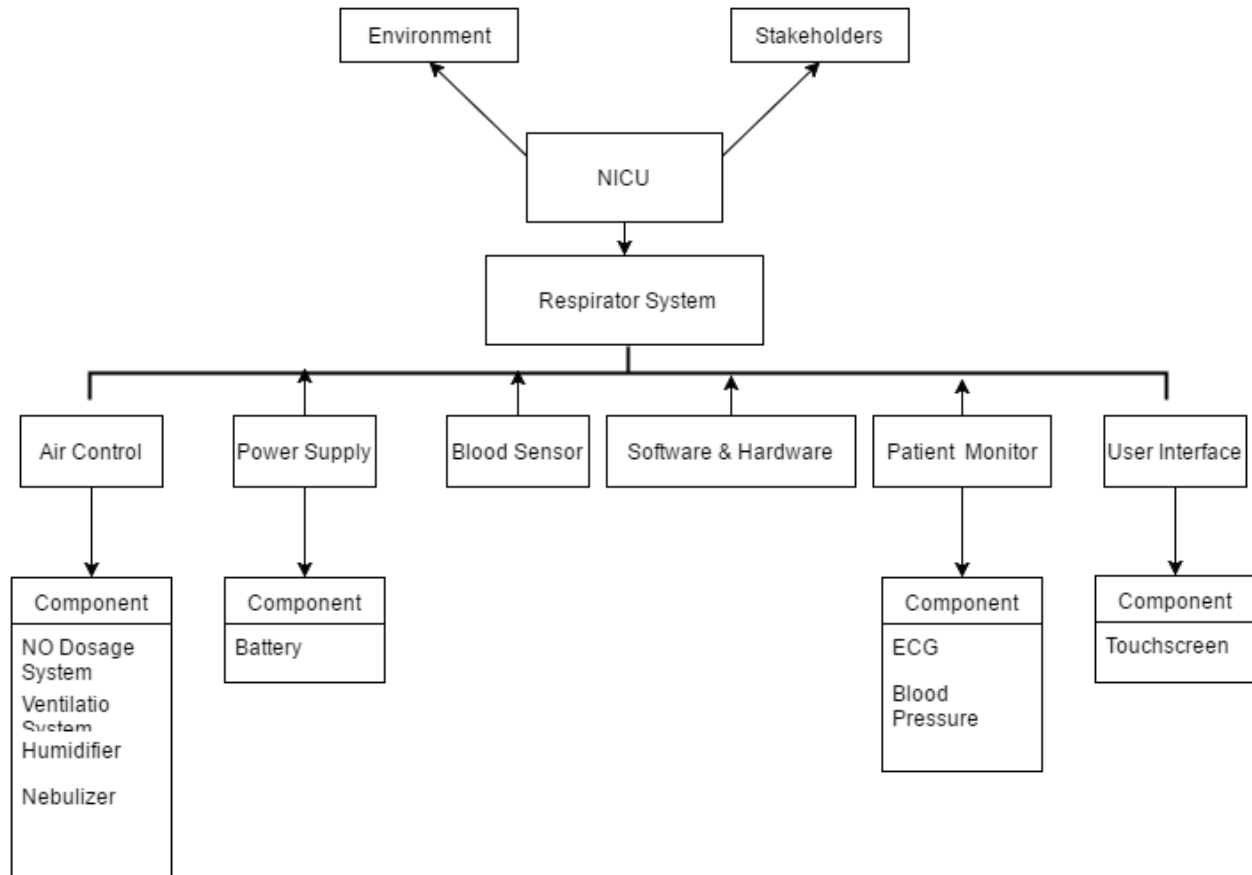 Environment
Stakeholders
NICU
Respirator System
Air Control
Power Supply
Blood Sensor
Software & Hardware
Patient Monitor
User Interface
Component
NO Dosage
System
Ventilatio
System
Humidifier
Nebulizer
Component
Battery
Component
ECG
Blood
Pressure
Component
Touchscreen